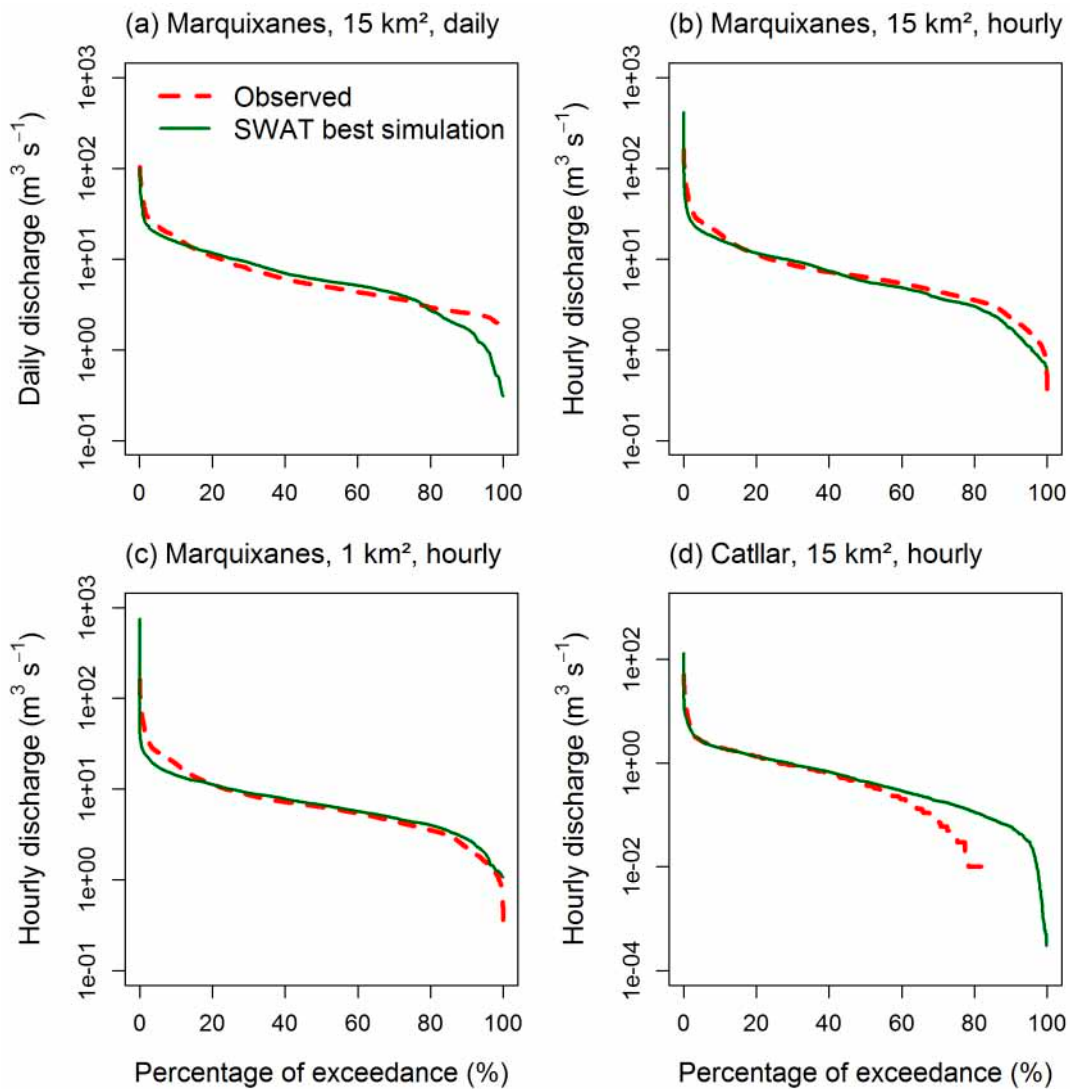 (a) Marquixanes, 15 km², daily
Daily discharge (m³ s⁻¹)
1e+03
1e+02
1e+01
1e+00
1e-01
Observed
SWAT best simulation
0 20 40 60 80 100
(b) Marquixanes, 15 km², hourly
Hourly discharge (m³ s⁻¹)
1e+03
1e+02
1e+01
1e+00
1e-01
0 20 40 60 80 100
(c) Marquixanes, 1 km², hourly
Hourly discharge (m³ s⁻¹)
1e+03
1e+02
1e+01
1e+00
1e-01
0 20 40 60 80 100
Percentage of exceedance (%)
(d) Catllar, 15 km², hourly
Hourly discharge (m³ s⁻¹)
1e+02
1e+00
1e-02
1e-04
0 20 40 60 80 100
Percentage of exceedance (%)